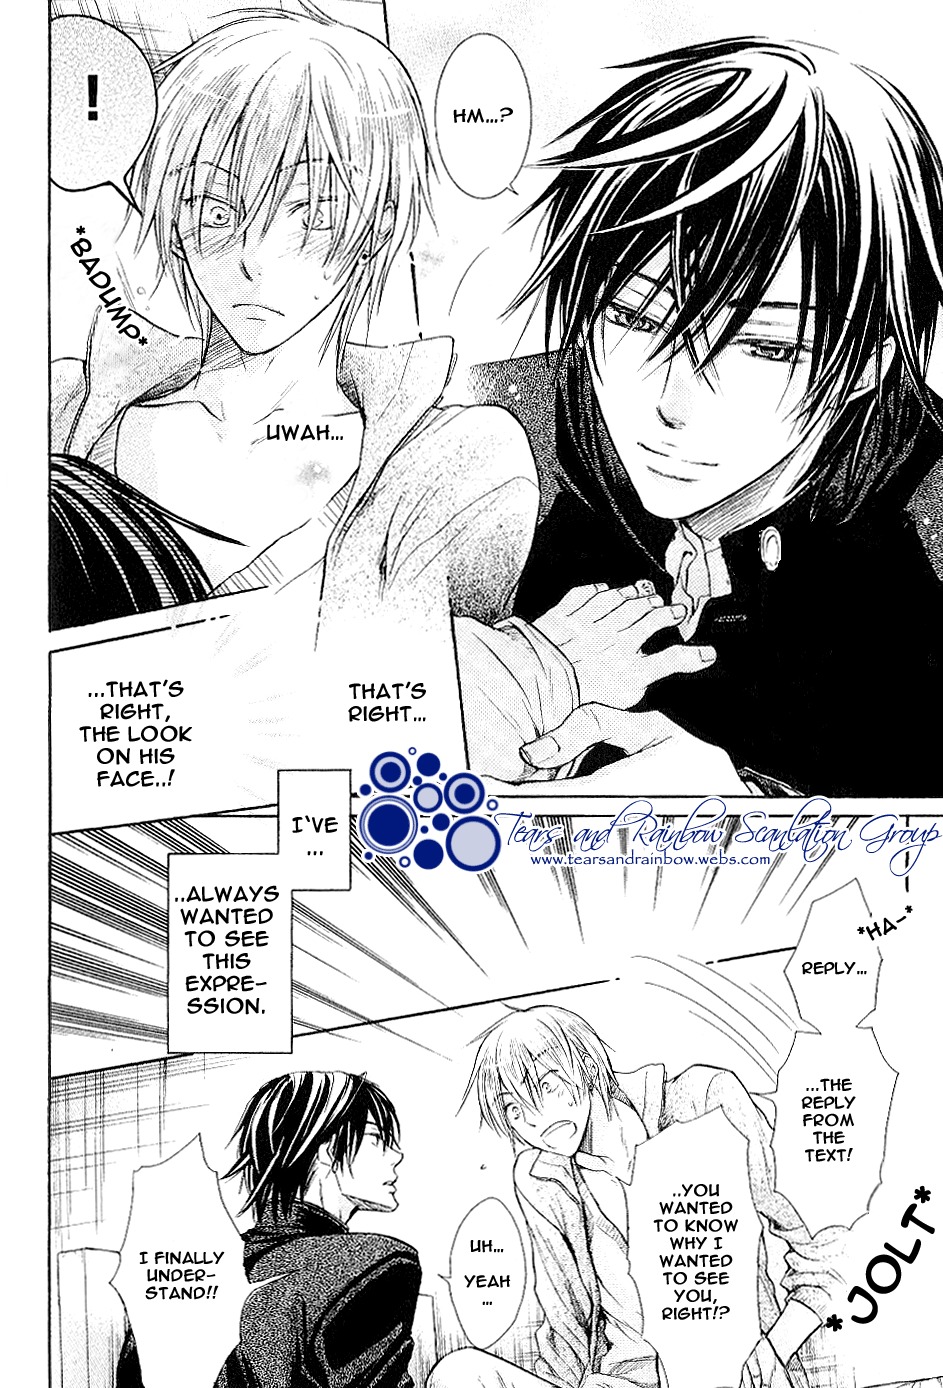 HM...?
!
*BADUMP*
UWAH...
THAT'S
RIGHT...
...THAT'S
RIGHT,
THE LOOK
ON HIS
FACE..!
I'VE
...
..ALWAYS
WANTED
TO SEE
THIS
EXPRE-
SSION.
Tears and Rainbow Scanlation Group
www.tearsandrainbow.webs.com
*HA-*
REPLY...
...THE
REPLY
FROM
THE
TEXT!
*JOLT*
..YOU
WANTED
TO KNOW
WHY I
WANTED
TO SEE
YOU,
RIGHT!?
UH...
YEAH
...
I FINALLY
UNDER-
STAND!!